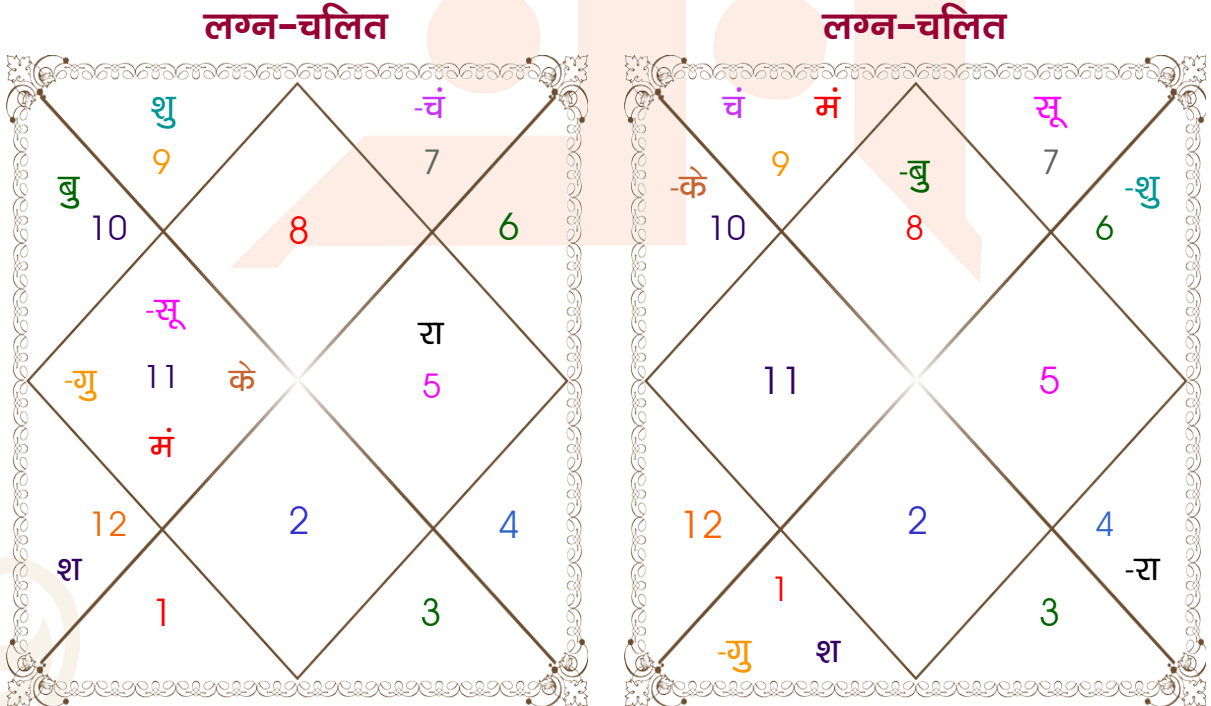 लग्न-चलित
शु
-चं
9
7
बु
10
8
6
-सू
रा
-गु 11 के
5
मं
12
2
4
श
1
3
लग्न-चलित
चं मं
सू
9
-बु
7
-के
-शु
10
8
6
11
5
12
2
4
-रा
1
3
-गु श